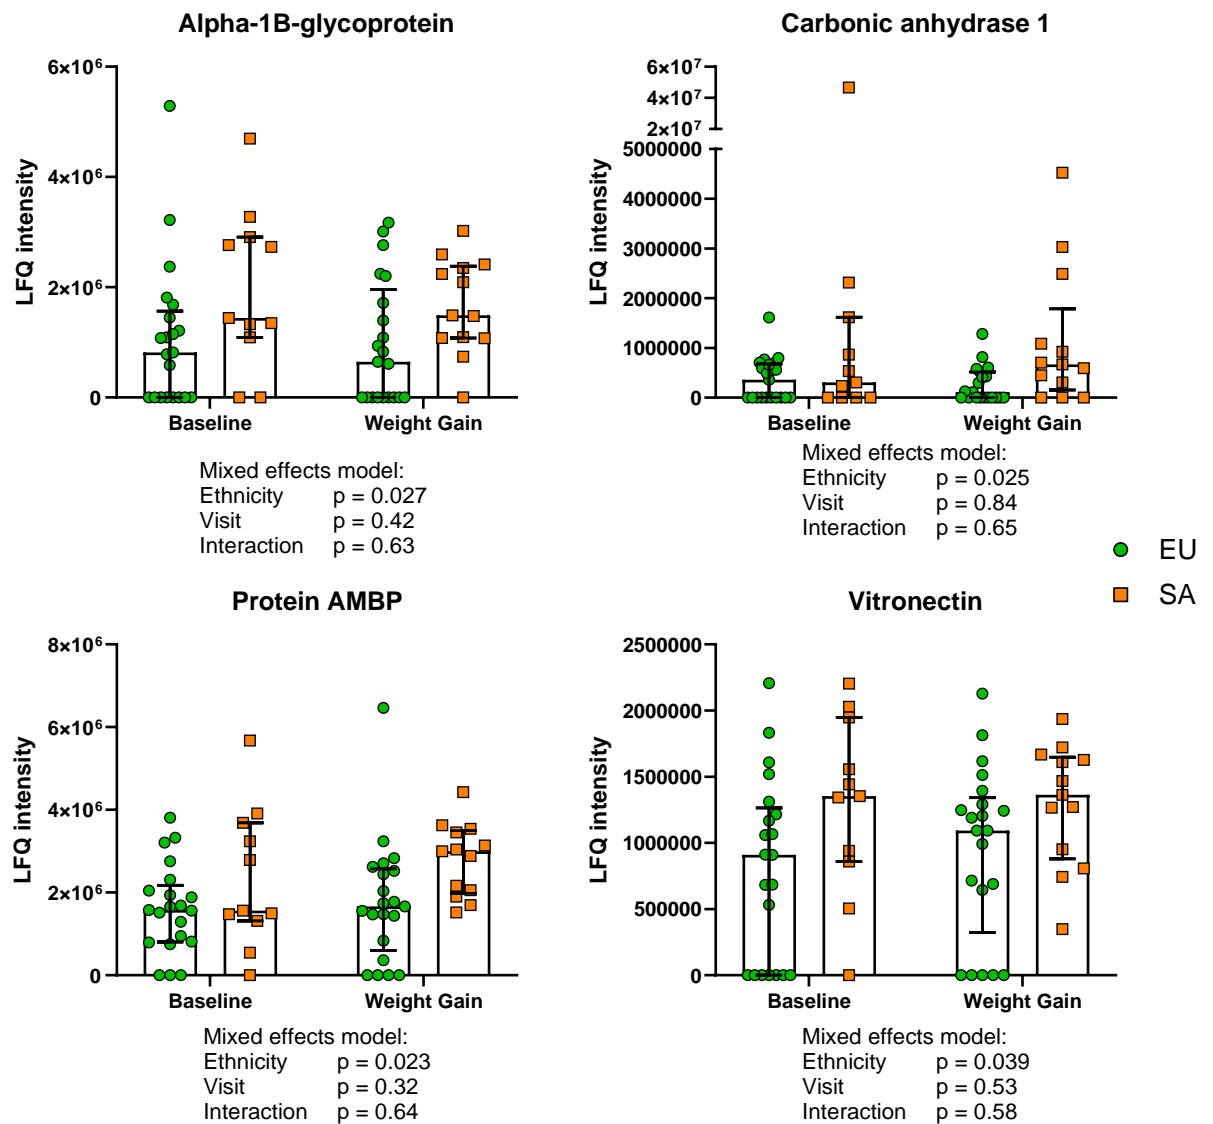 Alpha-1B-glycoprotein
6×10⁶
4×10⁶
2×10⁶
0
LFQ intensity
Baseline Weight Gain
Mixed effects model:
Ethnicity p = 0.027
Visit p = 0.42
Interaction p = 0.63
Carbonic anhydrase 1
6×10⁷
4×10⁷
2×10⁷
5000000
4000000
3000000
2000000
1000000
0
LFQ intensity
Baseline Weight Gain
Mixed effects model:
Ethnicity p = 0.025
Visit p = 0.84
Interaction p = 0.65
EU
SA
Protein AMBP
8×10⁶
6×10⁶
4×10⁶
2×10⁶
0
LFQ intensity
Baseline Weight Gain
Mixed effects model:
Ethnicity p = 0.023
Visit p = 0.32
Interaction p = 0.64
Vitronectin
2500000
2000000
1500000
1000000
500000
0
LFQ intensity
Baseline Weight Gain
Mixed effects model:
Ethnicity p = 0.039
Visit p = 0.53
Interaction p = 0.58